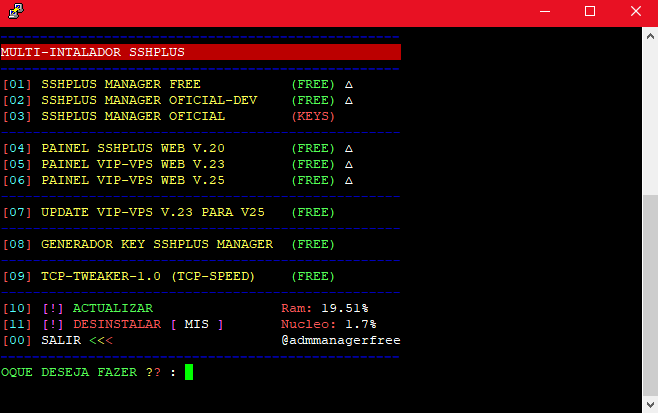 MULTI-INTALADOR SSHPLUS
[01] SSHPLUS MANAGER FREE (FREE) Δ
[02] SSHPLUS MANAGER OFICIAL-DEV (FREE) Δ
[03] SSHPLUS MANAGER OFICIAL (KEYS)
[04] PAINEL SSHPLUS WEB V.20 (FREE) Δ
[05] PAINEL VIP-VPS WEB V.23 (FREE) Δ
[06] PAINEL VIP-VPS WEB V.25 (FREE) Δ
[07] UPDATE VIP-VPS V.23 PARA V25 (FREE)
[08] GENERADOR KEY SSHPLUS MANAGER (FREE)
[09] TCP-TWEAKER-1.0 (TCP-SPEED) (FREE)
[10] [!] ACTUALIZAR Ram: 19.51%
[11] [!] DESINSTALAR [ MIS ] Nucleo: 1.7%
[00] SALIR <<< @admmanagerfree
OQUE DESEJA FAZER ?? :